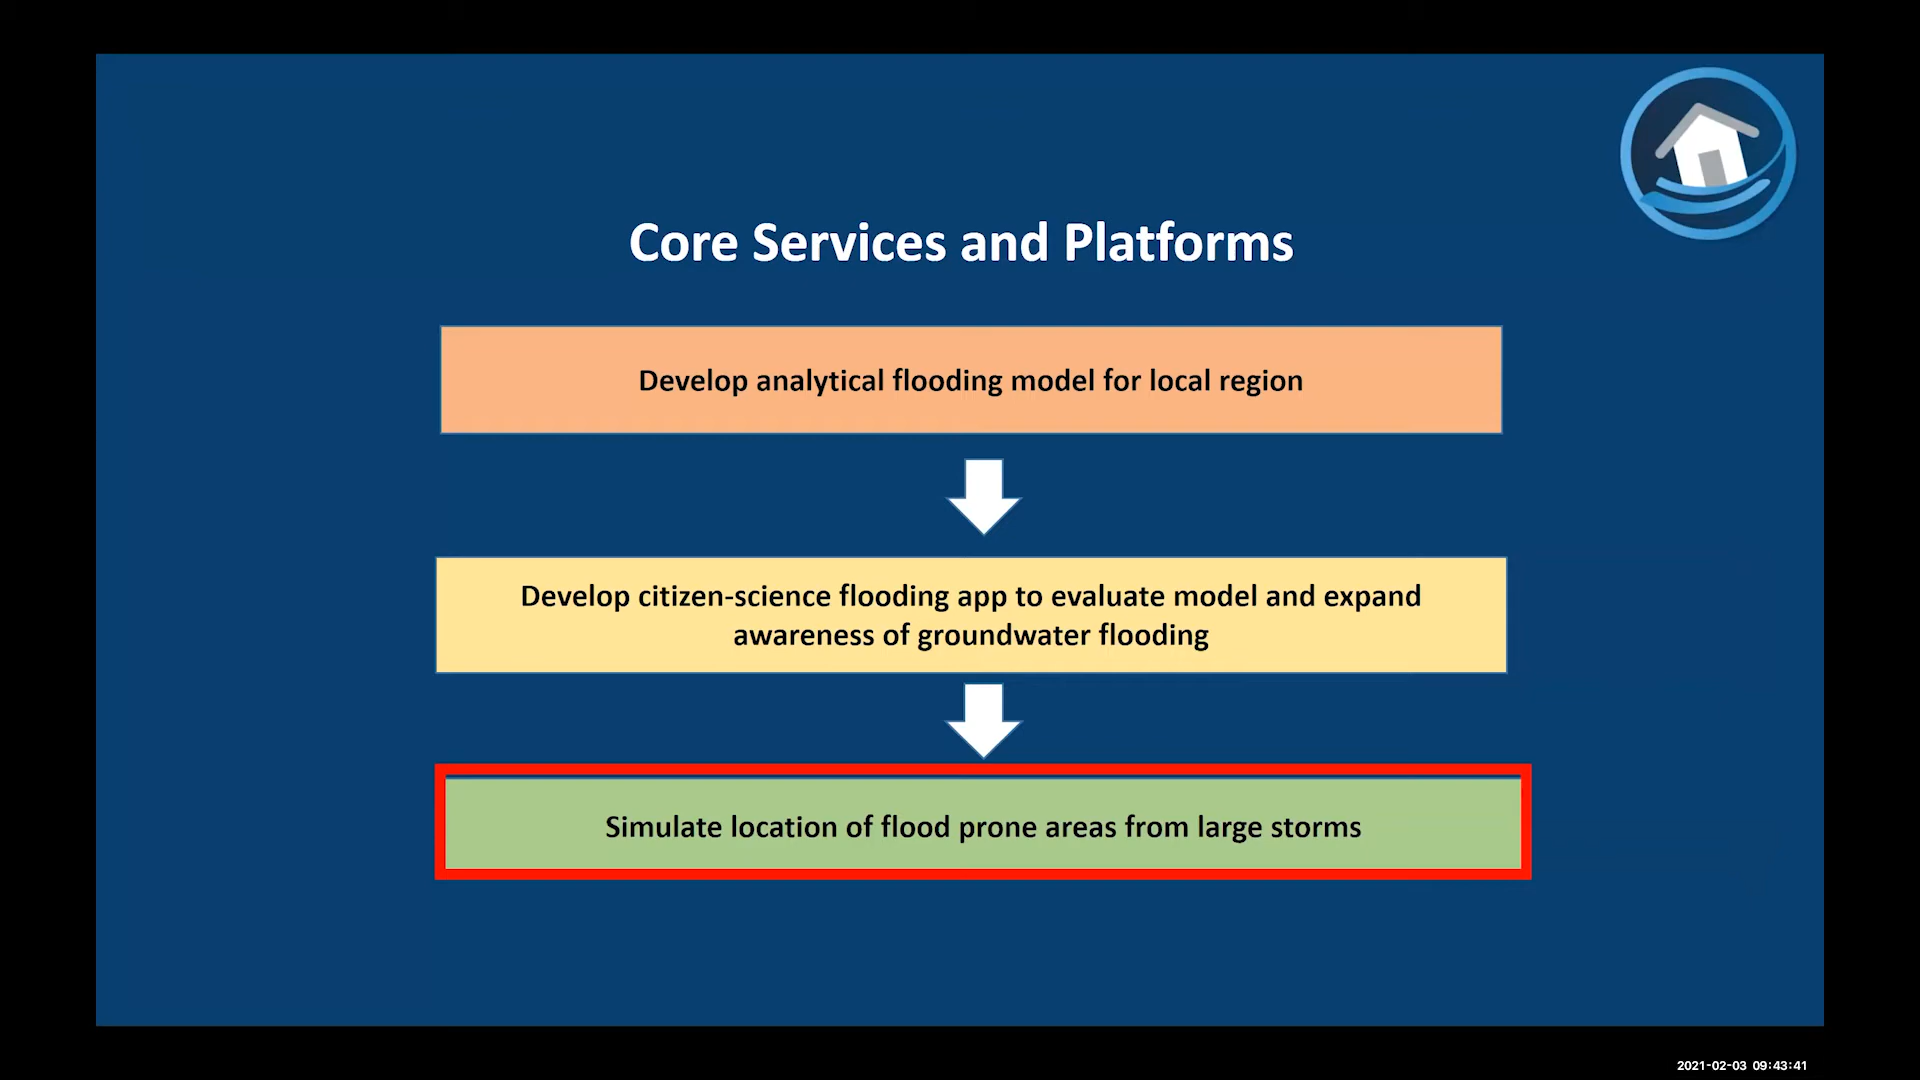 Core Services and Platforms
Develop analytical flooding model for local region
Develop citizen-science flooding app to evaluate model and expand
awareness of groundwater flooding
Simulate location of flood prone areas from large storms
2021-02-03 09:43:41